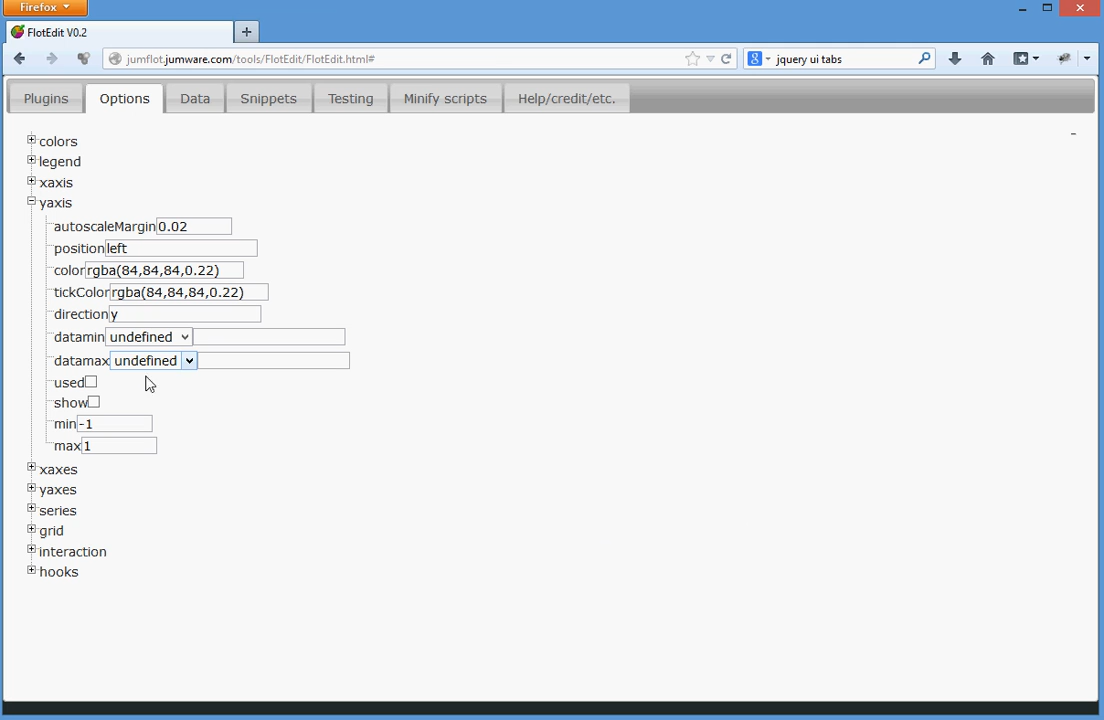 Firefox
FlotEdit V0.2
jumflot.jumware.com/tools/FlotEdit/FlotEdit.html#
jquery ui tabs
Plugins
Options
Data
Snippets
Testing
Minify scripts
Help/credit/etc.
-
colors
legend
xaxis
yaxis
autoscaleMargin 0.02
position left
color rgba(84,84,84,0.22)
tickColor rgba(84,84,84,0.22)
direction y
datamin undefined
datamax undefined
used
show
min -1
max 1
xaxes
yaxes
series
grid
interaction
hooks